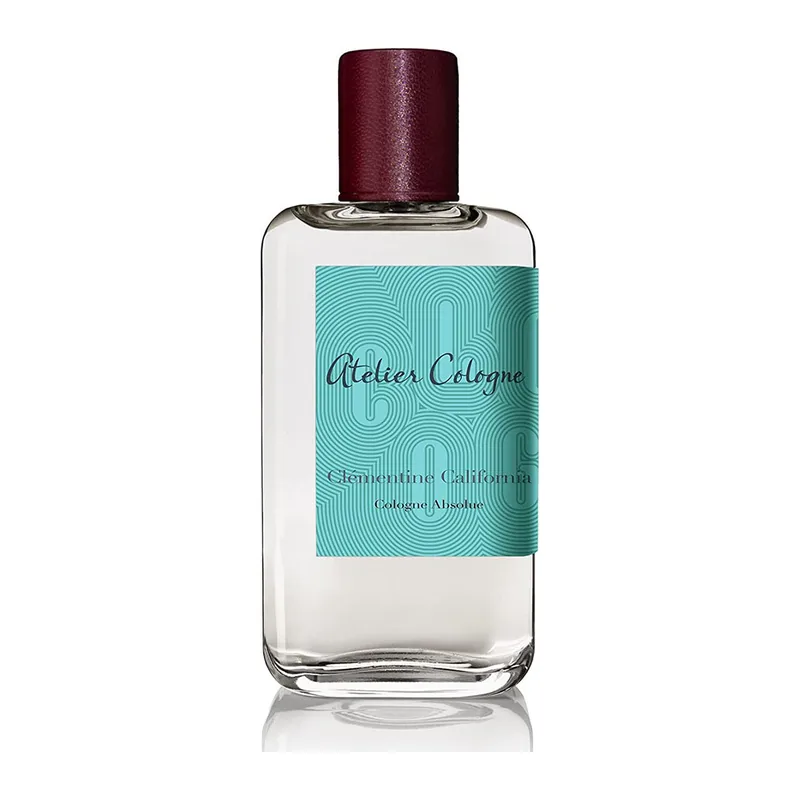 Atelier Cologne
Clémentine California
Cologne Absolue